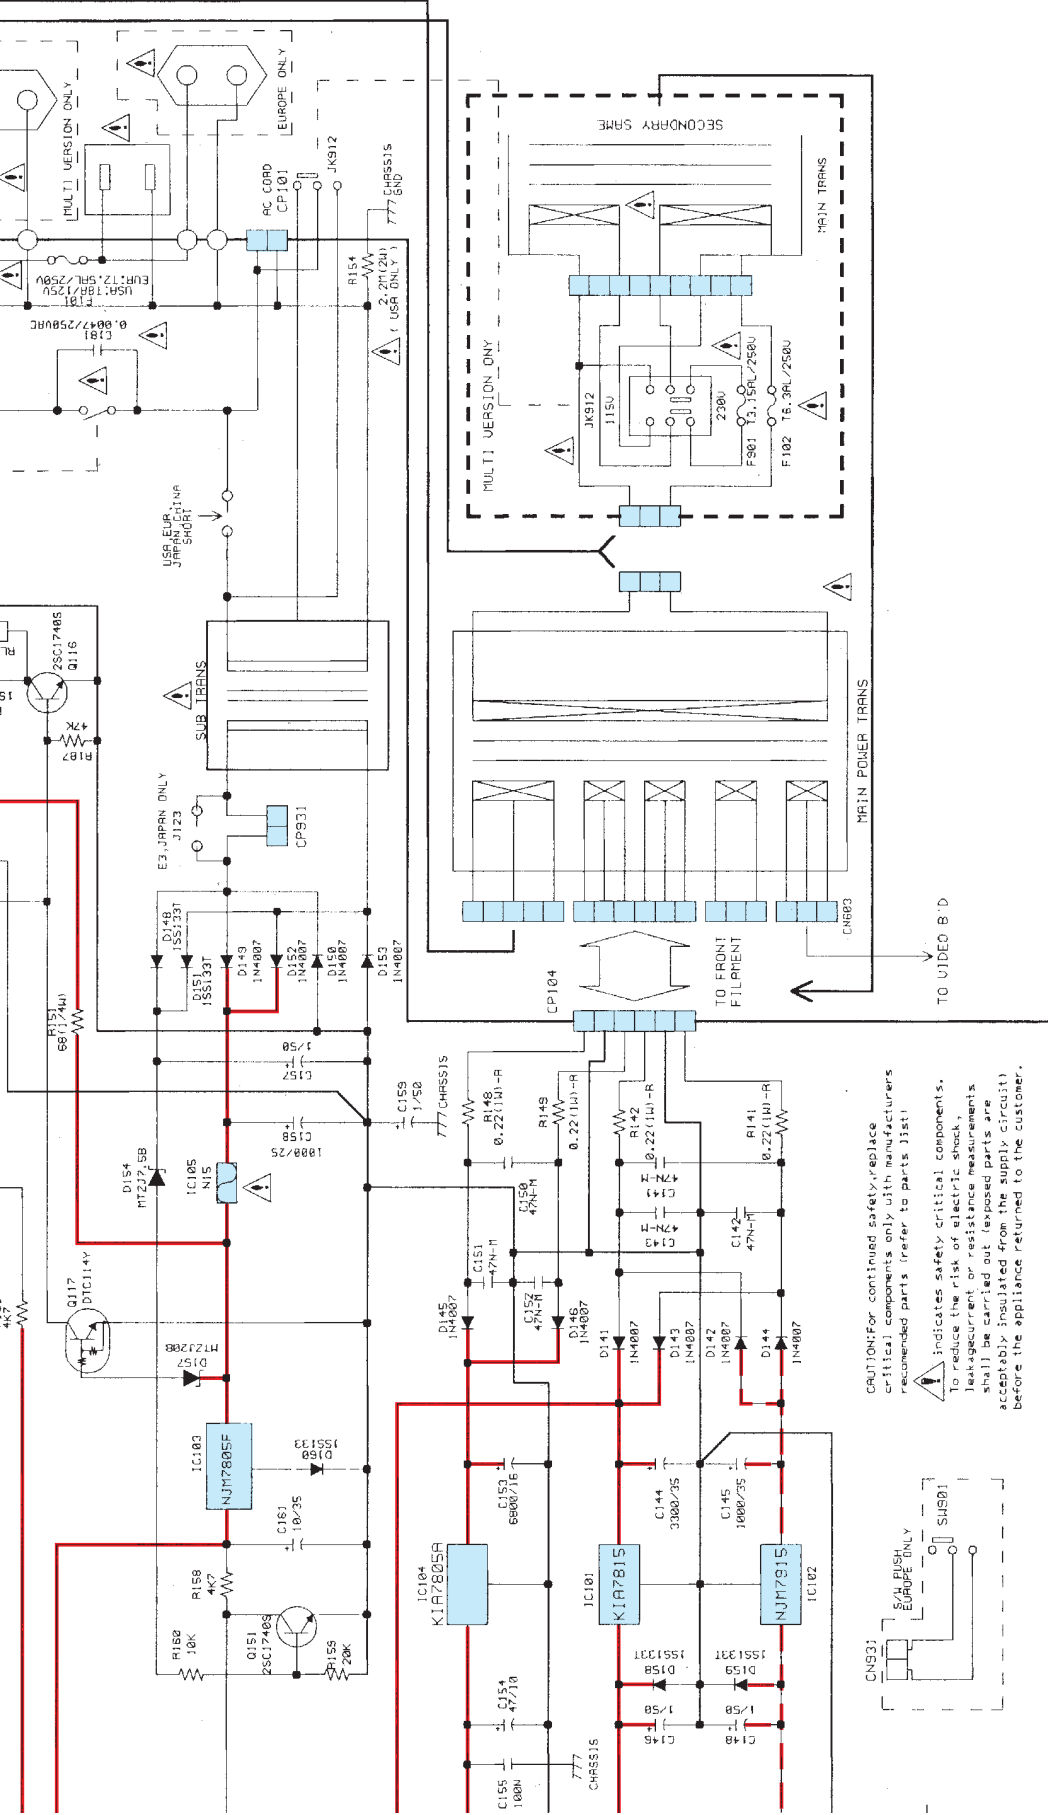 EUROPE ONLY
MULTI VERSION ONLY
AC CORD
CP101
JK912
CHASSIS
GND
F101
USA:T8A/125V
EUR:T2.5AL/250V
C181
0.0047/250VAC
R154
2.2M(2W)
( USA ONLY )
SECONDARY SAME
MAIN TRANS
MULTI VERSION ONY
JK912
115V
230V
F901 T3.15AL/250V
F102 T6.3AL/250V
USA,EUR,
JAPAN,CHINA
SHORT
2SC1740S
Q116
R187
47K
SUB TRANS
MAIN POWER TRANS
E3,JAPAN ONLY
J123
CP931
D148
1SS133T
D151
1SS133T
D149
1N4007
D152
1N4007
D150
1N4007
D153
1N4007
R151
68(1/4W)
CN603
TO VIDEO B'D
TO FRONT
FILAMENT
CP104
C157
1/50
C158
1000/25
C159
1/50
CHASSIS
D154
MTZJ7.5B
IC105
N15
R148
0.22(1W)-R
R149
0.22(1W)-R
R142
0.22(1W)-R
R141
0.22(1W)-R
C150
47N-M
C141
47N-M
C143
47N-M
C142
47N-M
C151
47N-M
C152
47N-M
4K7
Q117
DTC114Y
D157
MTZJ20B
D145
1N4007
D146
1N4007
D141
1N4007
D143
1N4007
D142
1N4007
D144
1N4007
CAUTION:For continued safety,replace
critical components only with manufacturers
recomended parts (refer to parts list)
indicates safety critical components.
To reduce the risk of electric shock,
leakagecurrent or resistance measurements
shall be carried out (exposed parts are
acceptably insulated from the supply circuit)
before the appliance returned to the customer.
IC103
NJM7805F
D160
1SS133
C161
10/35
C153
6800/16
C144
3300/35
C145
1000/35
IC104
KIA7805A
IC101
KIA7815
NJM7915
IC102
R158
4K7
R160
10K
Q151
2SC1740S
R159
20K
D158
1SS133T
D159
1SS133T
C146
1/50
C148
1/50
C154
47/10
C155
100N
CHASSIS
S/W PUSH
EUROPE ONLY
SW901
CN931